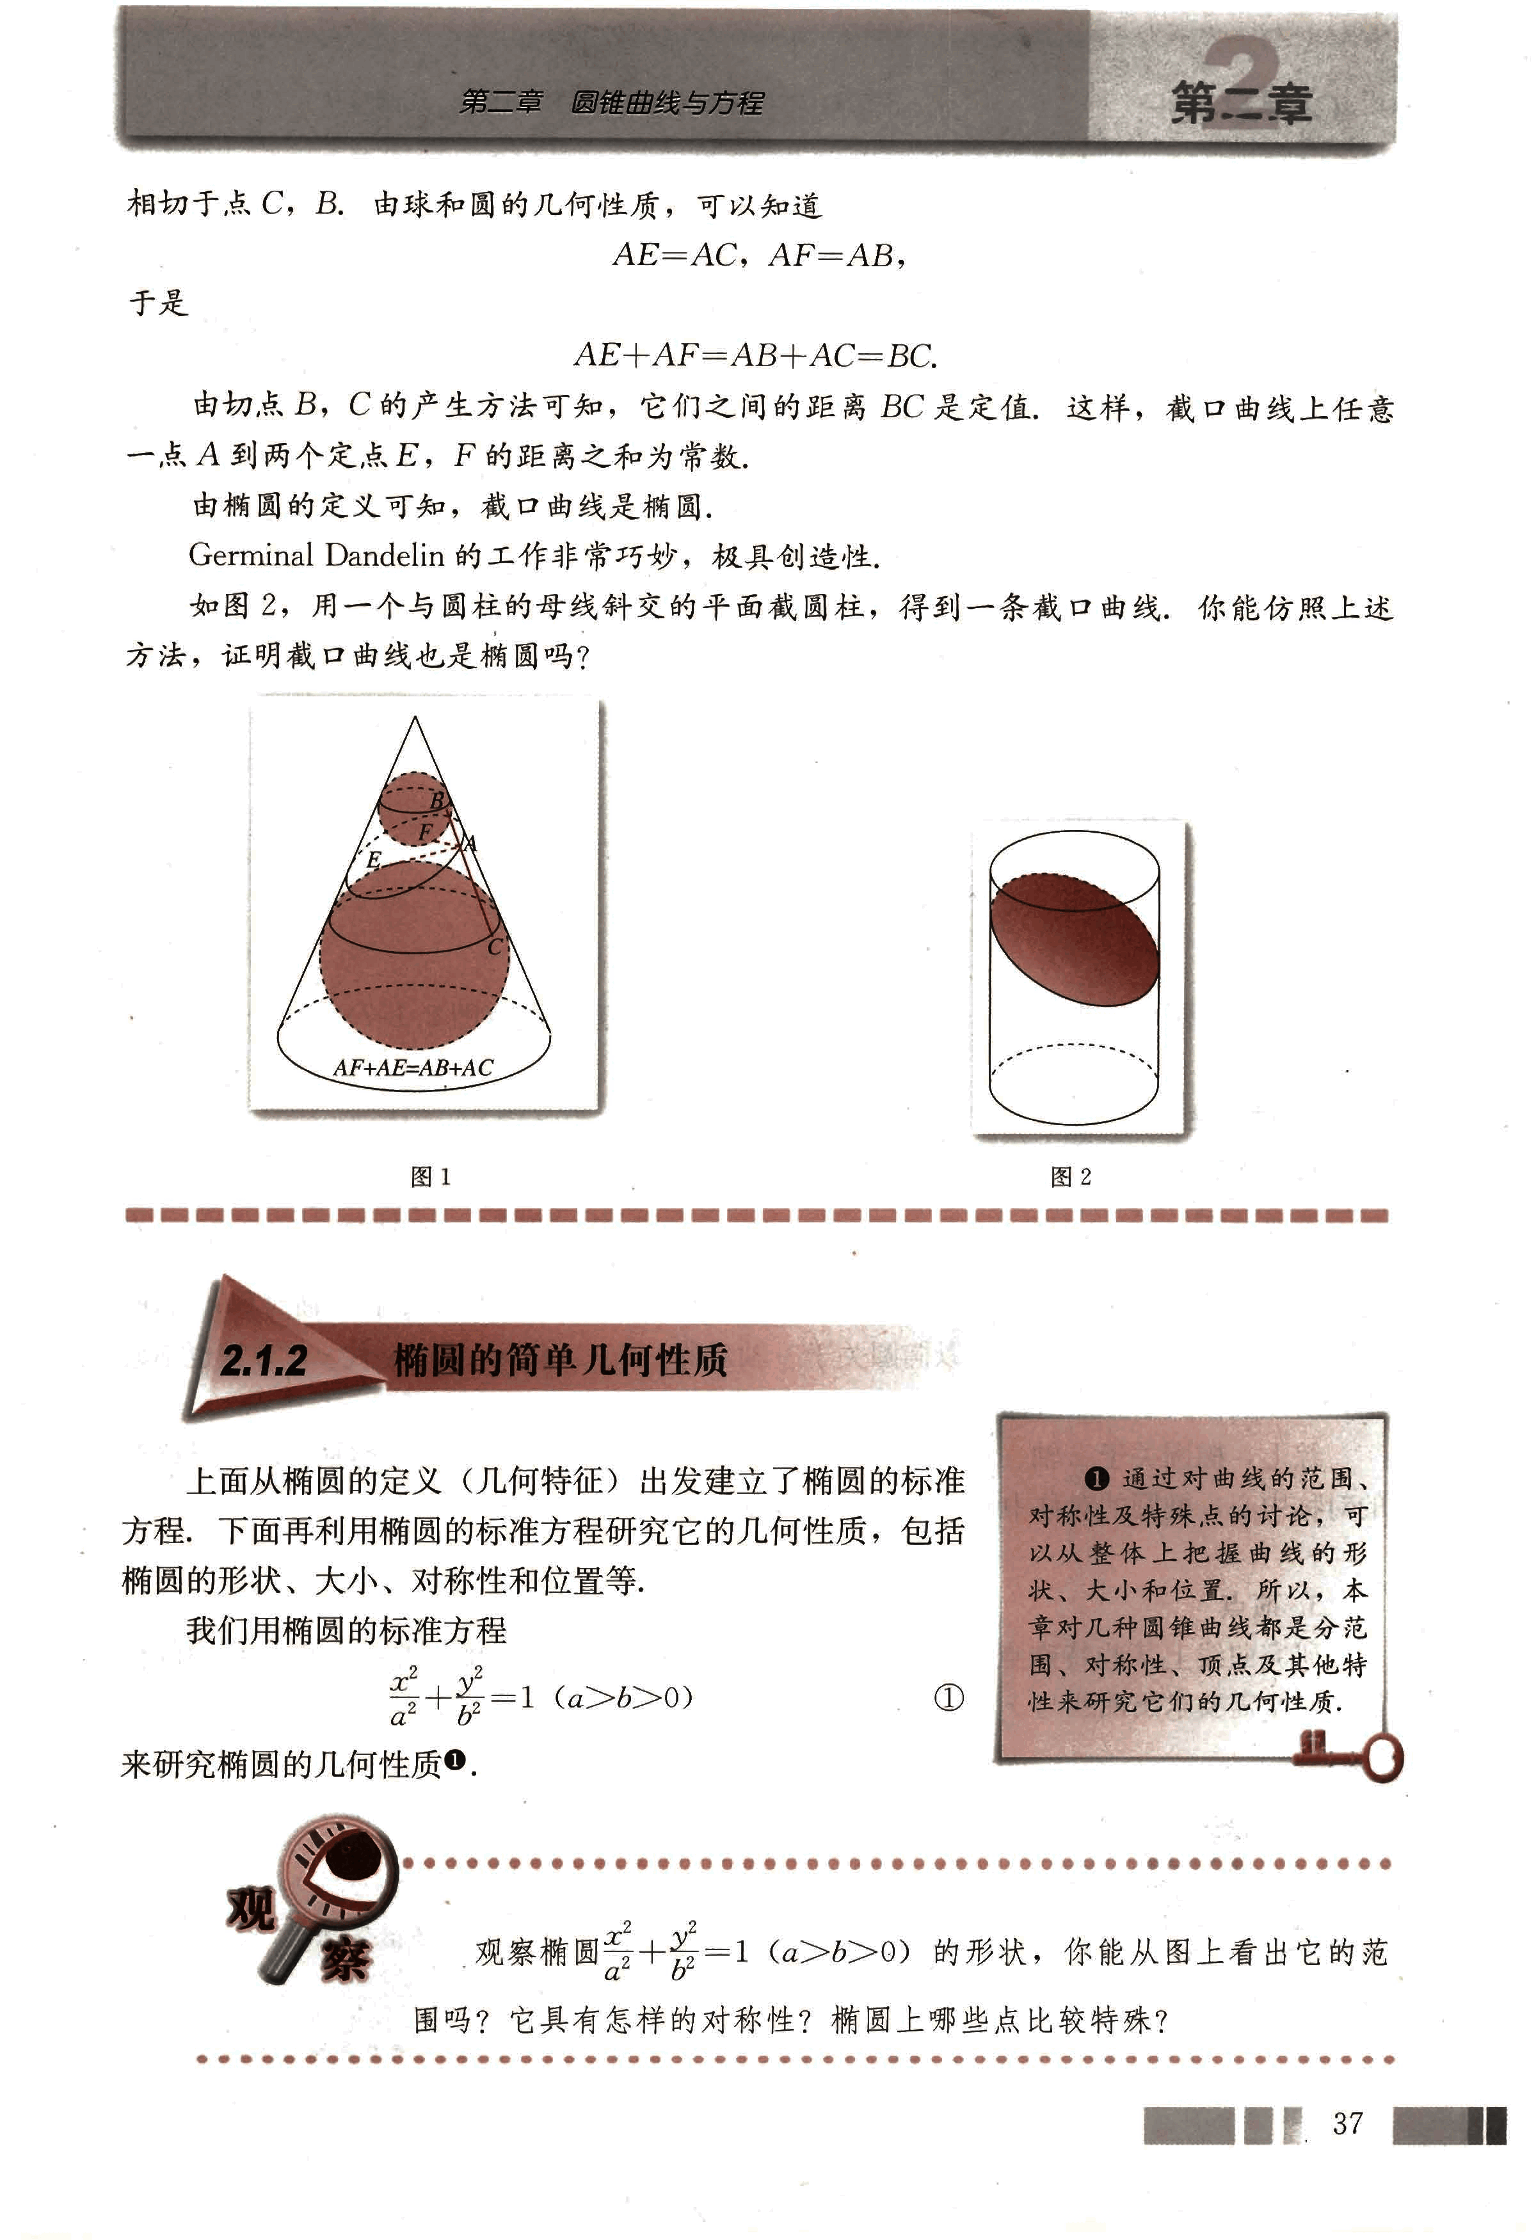 第二章 圆锥曲线与方程
2
第二章
相切于点 C，B. 由球和圆的几何性质，可以知道
AE=AC，AF=AB，
于是
AE+AF=AB+AC=BC.
由切点 B，C 的产生方法可知，它们之间的距离 BC 是定值. 这样，截口曲线上任意
一点 A 到两个定点 E，F 的距离之和为常数.
由椭圆的定义可知，截口曲线是椭圆.
Germinal Dandelin 的工作非常巧妙，极具创造性.
如图 2，用一个与圆柱的母线斜交的平面截圆柱，得到一条截口曲线. 你能仿照上述
方法，证明截口曲线也是椭圆吗？
B
F
A
E
C
AF+AE=AB+AC
图 1
图 2
2.1.2 椭圆的简单几何性质
上面从椭圆的定义（几何特征）出发建立了椭圆的标准
方程. 下面再利用椭圆的标准方程研究它的几何性质，包括
椭圆的形状、大小、对称性和位置等.
我们用椭圆的标准方程
x²/a²+y²/b²=1（a>b>0） ①
来研究椭圆的几何性质❶.
❶ 通过对曲线的范围、
对称性及特殊点的讨论，可
以从整体上把握曲线的形
状、大小和位置. 所以，本
章对几种圆锥曲线都是分范
围、对称性、顶点及其他特
性来研究它们的几何性质.
观察
观察椭圆x²/a²+y²/b²=1（a>b>0）的形状，你能从图上看出它的范
围吗？它具有怎样的对称性？椭圆上哪些点比较特殊？
37